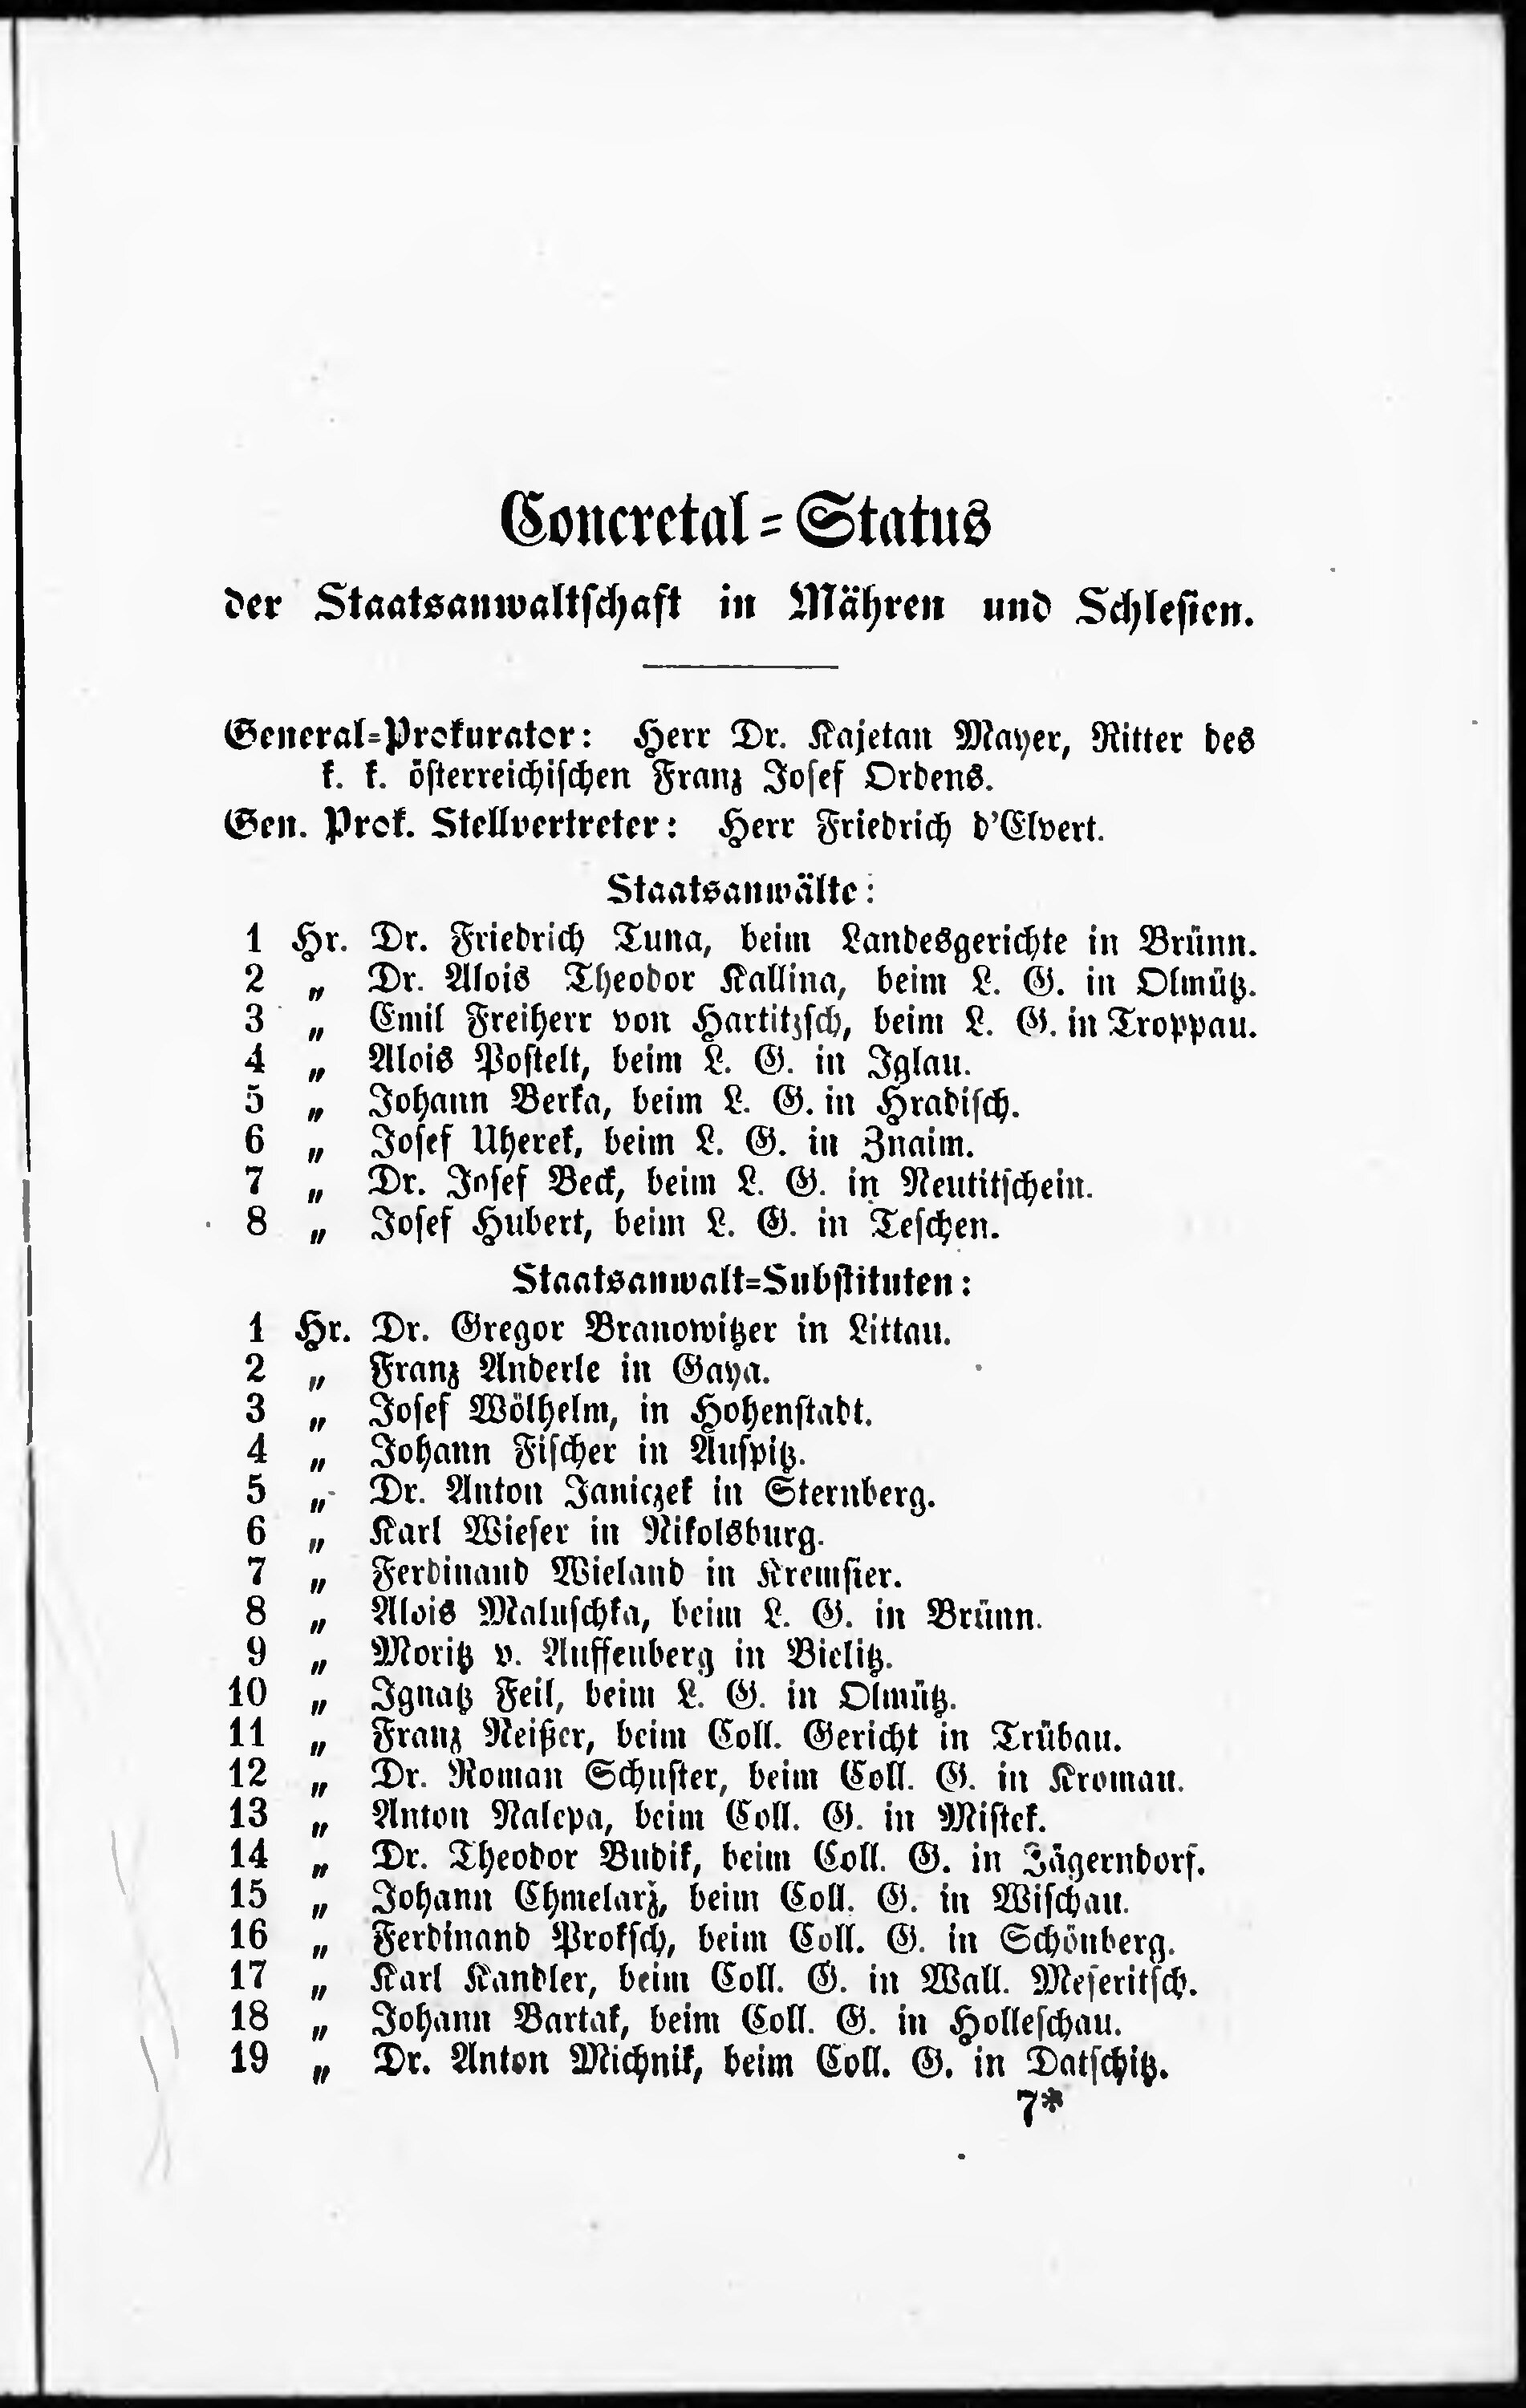 Concretal=Status
der Staatsanwaltschaft in Mähren und Schlesien.
General=Prokurator: Herr Dr. Kajetan Mayer, Ritter des
k. k. österreichischen Franz Josef Ordens.
Gen. Prok. Stellvertreter: Herr Friedrich d'Elvert.
Staatsanwälte:
1 Hr. Dr. Friedrich Tuna, beim Landesgerichte in Brünn.
2 „ Dr. Alois Theodor Kallina, beim L. G. in Olmütz.
3 „ Emil Freiherr von Hartitzsch, beim L. G. in Troppau.
4 „ Alois Postelt, beim L. G. in Iglau.
5 „ Johann Berka, beim L. G. in Hradisch.
6 „ Josef Uherek, beim L. G. in Znaim.
7 „ Dr. Josef Beck, beim L. G. in Neutitschein.
8 „ Josef Hubert, beim L. G. in Teschen.
Staatsanwalt=Substituten:
1 Hr. Dr. Gregor Branowitzer in Littau.
2 „ Franz Anderle in Gaya.
3 „ Josef Wölhelm, in Hohenstadt.
4 „ Johann Fischer in Auspitz.
5 „ Dr. Anton Janiczek in Sternberg.
6 „ Karl Wieser in Nikolsburg.
7 „ Ferdinand Wieland in Kremsier.
8 „ Alois Maluschka, beim L. G. in Brünn.
9 „ Moritz v. Auffenberg in Bielitz.
10 „ Ignatz Feil, beim L. G. in Olmütz.
11 „ Franz Neißer, beim Coll. Gericht in Trübau.
12 „ Dr. Roman Schuster, beim Coll. G. in Kromau.
13 „ Anton Nalepa, beim Coll. G. in Mistek.
14 „ Dr. Theodor Budik, beim Coll. G. in Jägerndorf.
15 „ Johann Chmelarž, beim Coll. G. in Wischau.
16 „ Ferdinand Proksch, beim Coll. G. in Schönberg.
17 „ Karl Kandler, beim Coll. G. in Wall. Meseritsch.
18 „ Johann Bartak, beim Coll. G. in Holleschau.
19 „ Dr. Anton Michnik, beim Coll. G. in Datschitz.
7*